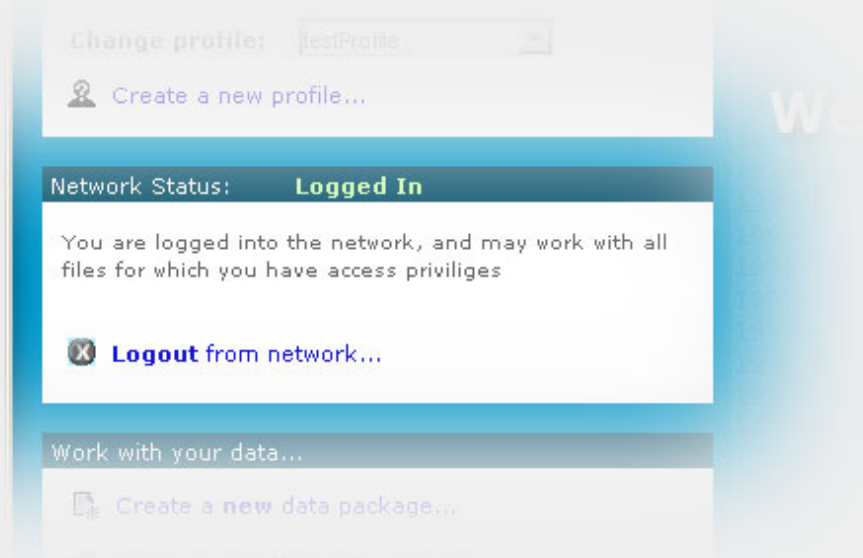 Change profile: testProfile
Create a new profile...
Network Status: Logged In
You are logged into the network, and may work with all
files for which you have access priviliges
Logout from network...
Work with your data...
Create a new data package...